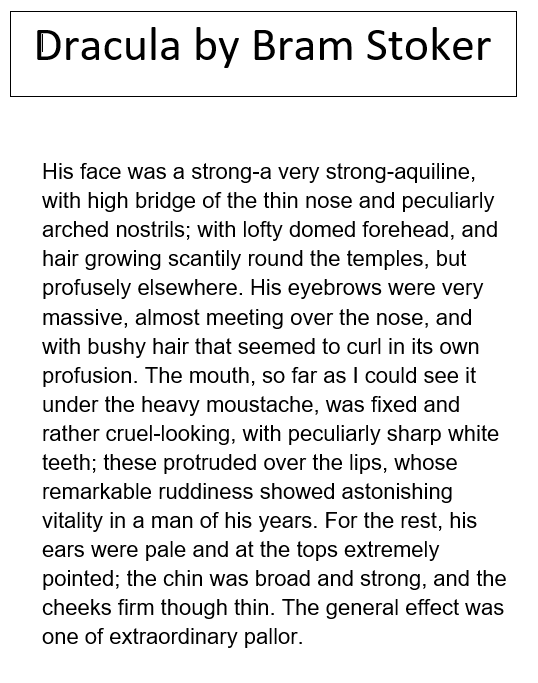 Dracula by Bram Stoker
His face was a strong-a very strong-aquiline,
with high bridge of the thin nose and peculiarly
arched nostrils; with lofty domed forehead, and
hair growing scantily round the temples, but
profusely elsewhere. His eyebrows were very
massive, almost meeting over the nose, and
with bushy hair that seemed to curl in its own
profusion. The mouth, so far as I could see it
under the heavy moustache, was fixed and
rather cruel-looking, with peculiarly sharp white
teeth; these protruded over the lips, whose
remarkable ruddiness showed astonishing
vitality in a man of his years. For the rest, his
ears were pale and at the tops extremely
pointed; the chin was broad and strong, and the
cheeks firm though thin. The general effect was
one of extraordinary pallor.